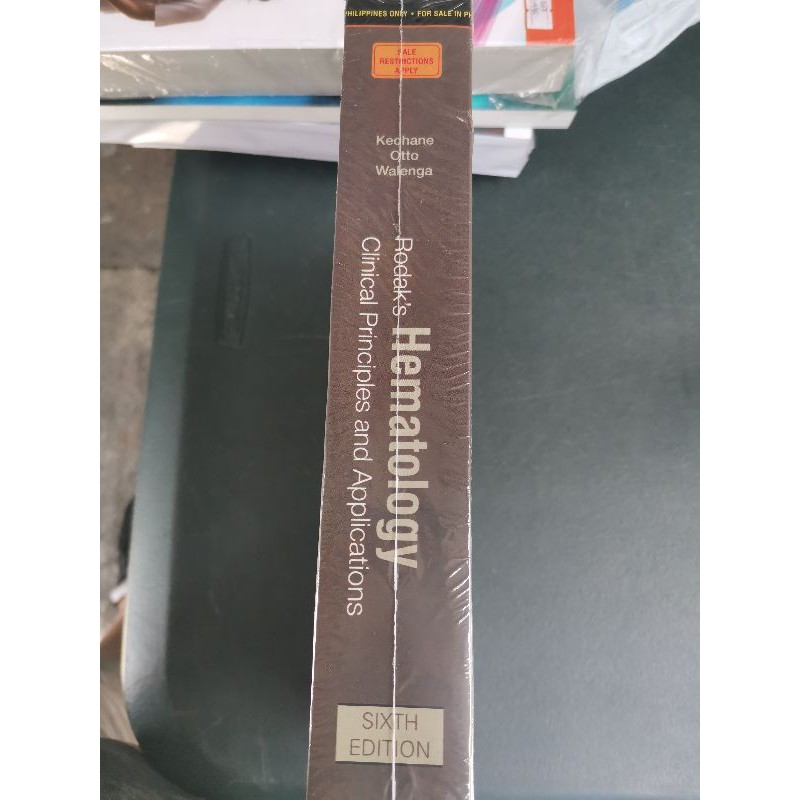 PHILIPPINES ONLY • FOR SALE IN PH
SALE
RESTRICTIONS
APPLY
Keohane
Otto
Walenga
Rodak's Hematology
Clinical Principles and Applications
SIXTH
EDITION